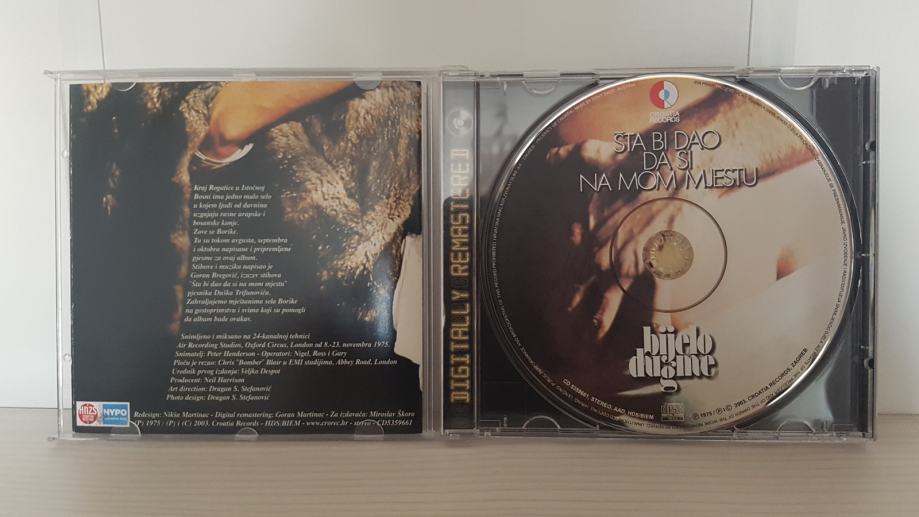 Kraj Rogatice u Istočnoj
Bosni ima jedno malo selo
u kojem ljudi od davnina
uzgajaju rasne arapske i
bosanske konje.
Zove se Borike.
Tu su tokom avgusta, septembra
i oktobra napisane i pripremljene
pjesme za ovaj album.
Stihove i muziku napisao je
Goran Bregović, izuzev stihova
"Šta bi dao da si na mom mjestu"
pjesnika Duška Trifunovića.
Zahvaljujemo mještanima sela Borike
na gostoprimstvu i svima koji su pomogli
da album bude ovakav.
Snimljeno i miksano na 24-kanalnoj tehnici
Air Recording Studios, Oxford Circus, London od 8.-23. novembra 1975.
Snimatelj: Peter Henderson - Operatori: Nigel, Ross i Gary
Ploču je rezao: Chris "Bomber" Blair u EMI studijima, Abbey Road, London
Urednik prvog izdanja: Veljko Despot
Producent: Neil Harrison
Art direction: Dragan S. Stefanović
Photo design: Dragan S. Stefanović
HZS
HYPO
Redesign: Nikša Martinac - Digital remastering: Goran Martinac - Za izdavača: Miroslav Škoro
(P) 1975 / (P) i (C) 2003. Croatia Records - HDS/BIEM - www.crorec.hr - stereo - CD5359661
DIGITALLY REMASTERED
CROATIA
RECORDS
ŠTA BI DAO
DA SI
NA MOM MJESTU
bijelo
dugme
CD 5359661, STEREO, AAD, HDS/BIEM
Ⓟ 1975 / Ⓟ i © 2003. CROATIA RECORDS, ZAGREB